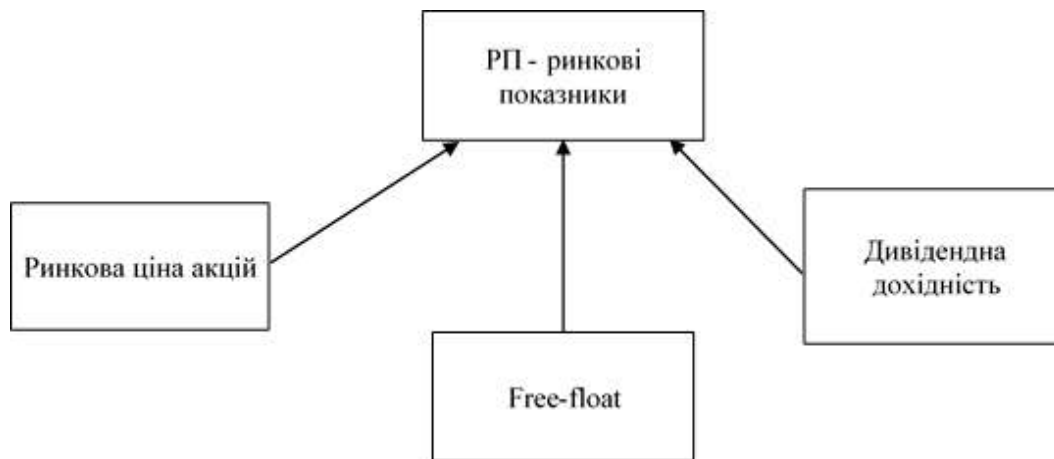 РП - ринкові
показники
Ринкова ціна акцій
Дивідендна
дохідність
Free-float